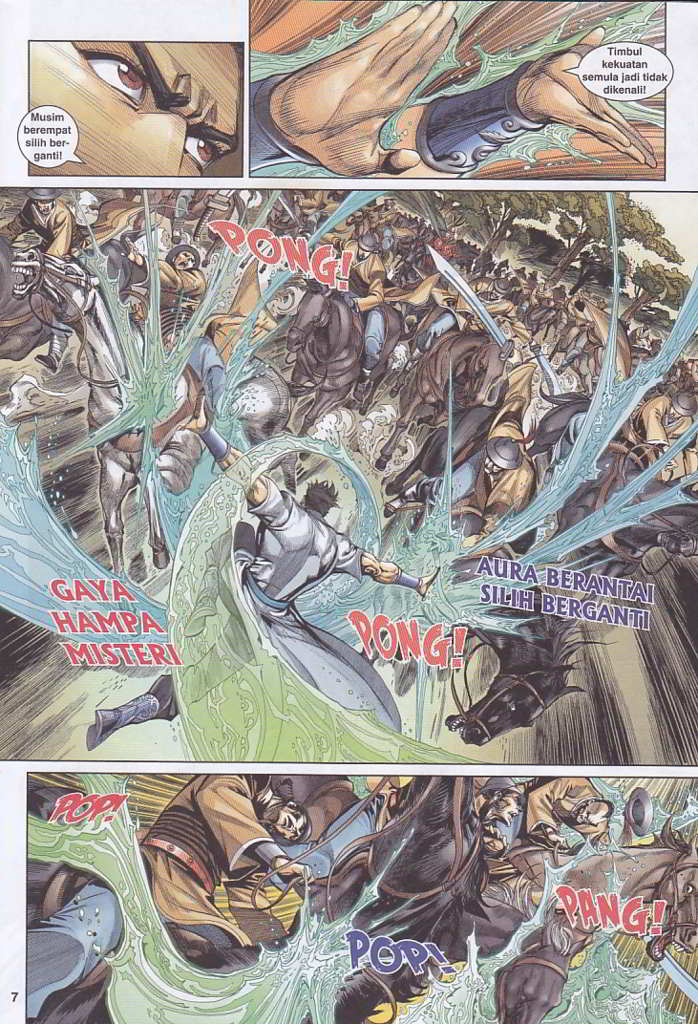 Musim
berempat
silih ber-
ganti!
Timbul
kekuatan
semula jadi tidak
dikenali!
PONG!
GAYA
HAMPA
MISTERI
PONG!
AURA BERANTAI
SILIH BERGANTI
POP!
POP!
PANG!
7